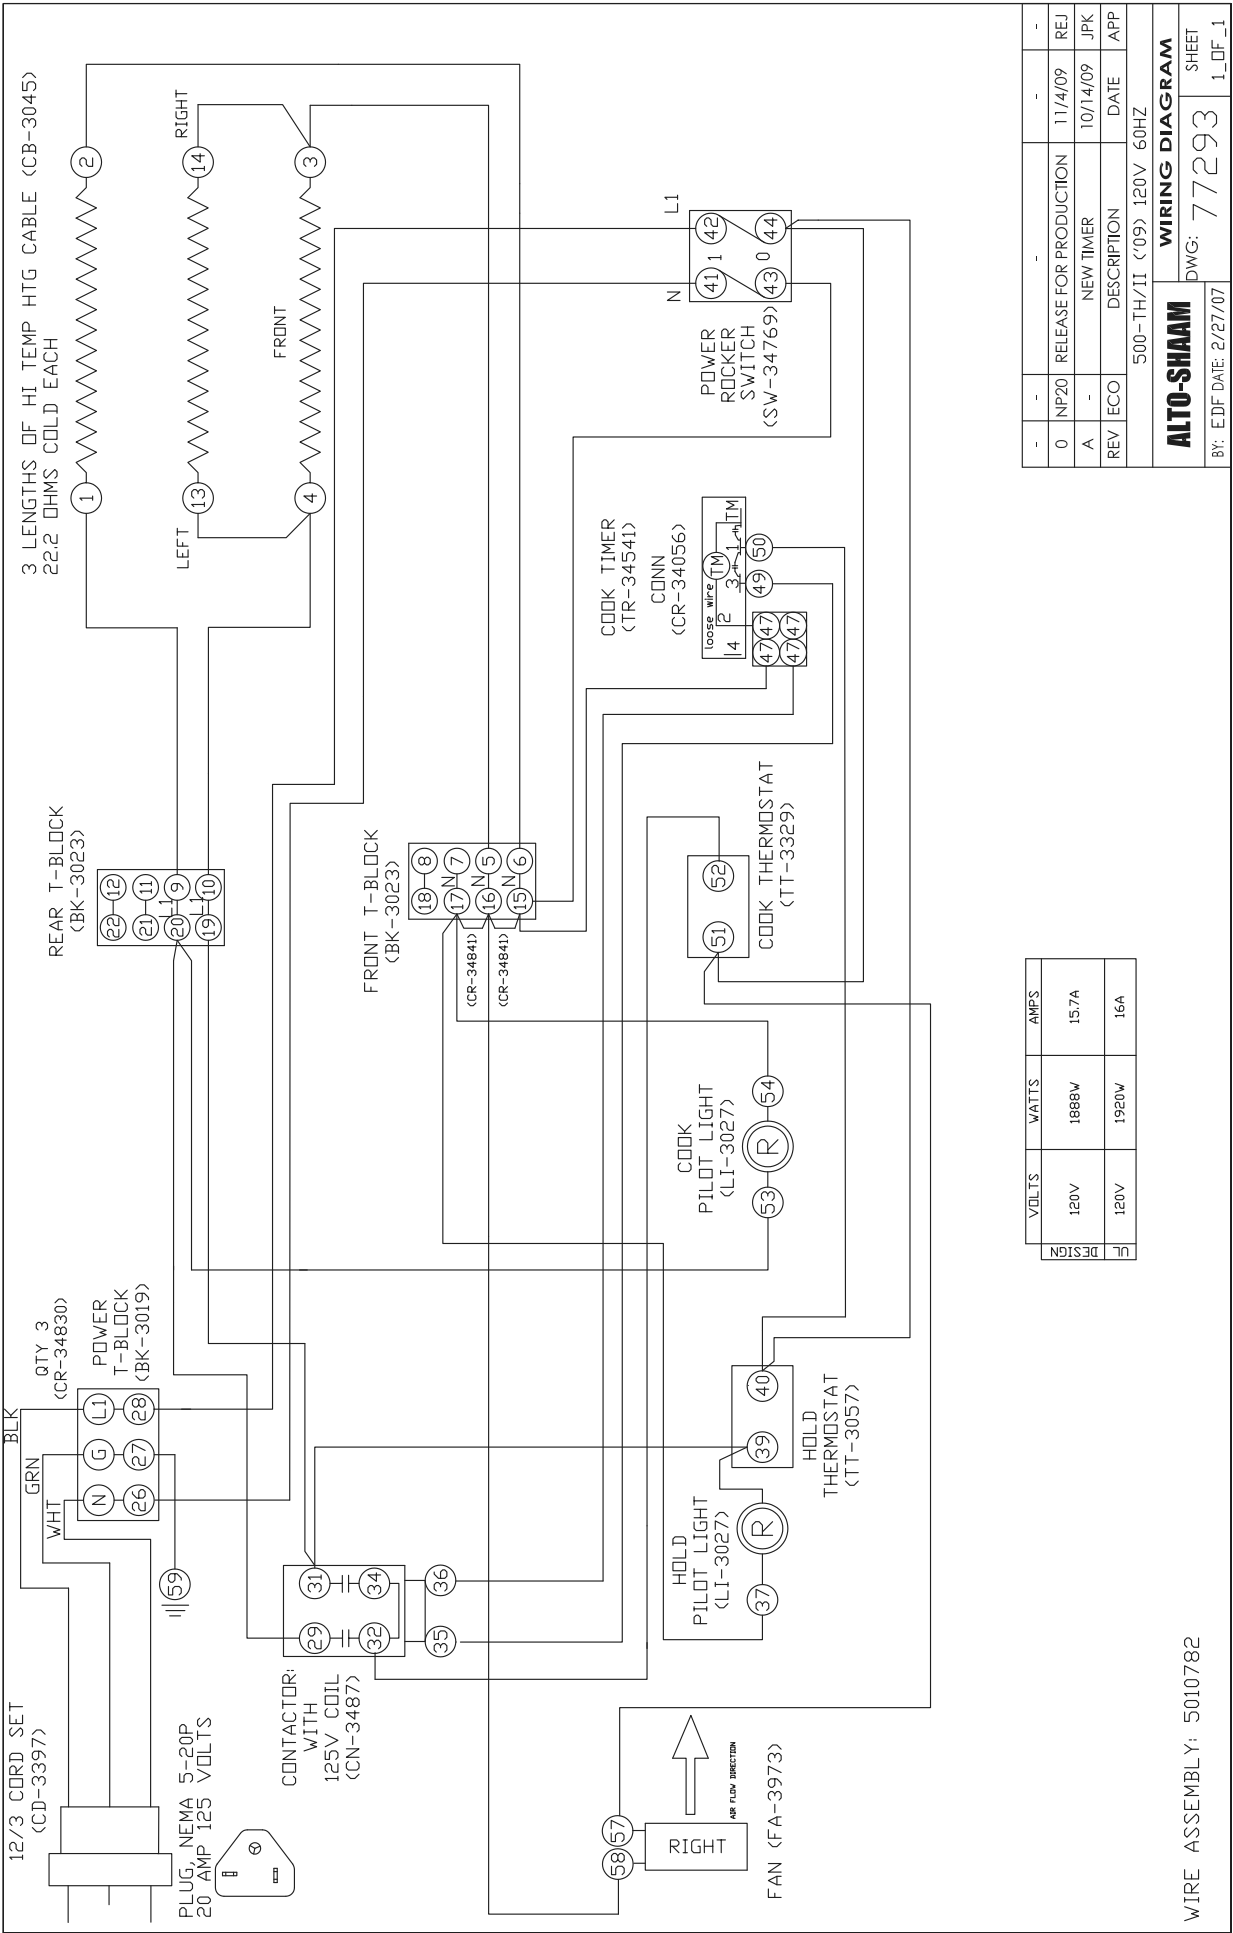 12/3 CORD SET
(CD-3397)
PLUG, NEMA 5-20P
20 AMP 125 VOLTS
BLK
GRN
WHT
QTY 3
(CR-34830)
POWER
T-BLOCK
(BK-3019)
N
G
L1
26
27
28
59
REAR T-BLOCK
(BK-3023)
22
12
21
11
20
L1
9
19
L1
10
3 LENGTHS OF HI TEMP HTG CABLE (CB-3045)
22.2 OHMS COLD EACH
1
2
LEFT
13
14
RIGHT
FRONT
4
3
CONTACTOR:
WITH
125V COIL
(CN-3487)
29
31
32
34
35
36
FRONT T-BLOCK
(BK-3023)
18
8
17
N
7
16
N
5
15
N
6
(CR-34841)
(CR-34841)
COOK TIMER
(TR-34541)
CONN
(CR-34056)
loose wire
TM
TM
4
2
3
1
47
47
47
47
49
50
POWER
ROCKER
SWITCH
(SW-34769)
N
L1
41
42
1
0
43
44
HOLD
PILOT LIGHT
(LI-3027)
37
R
HOLD
THERMOSTAT
(TT-3057)
39
40
COOK
PILOT LIGHT
(LI-3027)
53
R
54
COOK THERMOSTAT
(TT-3329)
51
52
58
57
RIGHT
AIR FLOW DIRECTION
FAN (FA-3973)
VOLTS
WATTS
AMPS
DESIGN
120V
1888W
15.7A
UL
120V
1920W
16A
WIRE ASSEMBLY: 5010782
- - - - -
0 NP20 RELEASE FOR PRODUCTION 11/4/09 REJ
A - NEW TIMER 10/14/09 JPK
REV ECO DESCRIPTION DATE APP
500-TH/II ('09) 120V 60HZ
ALTO-SHAAM
WIRING DIAGRAM
BY: EDF DATE: 2/27/07
DWG: 77293
SHEET
1_OF_1